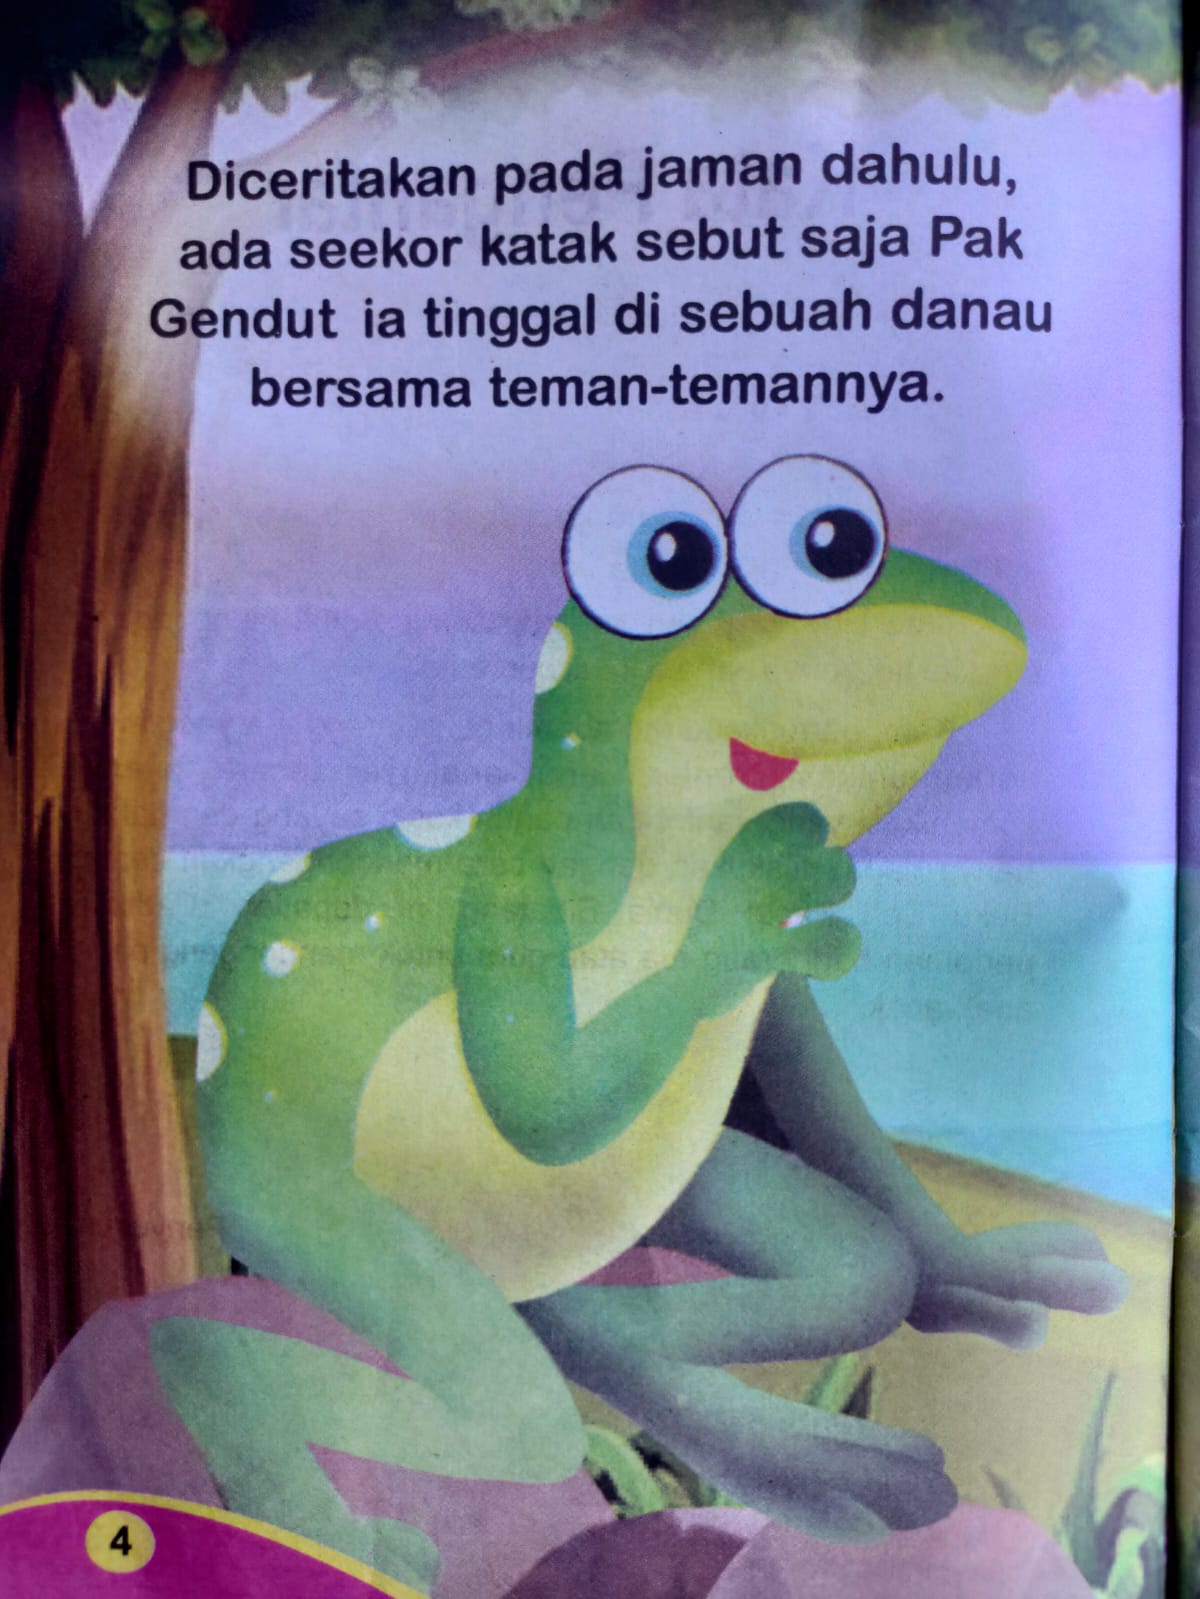 Diceritakan pada jaman dahulu,
ada seekor katak sebut saja Pak
Gendut ia tinggal di sebuah danau
bersama teman-temannya.
4